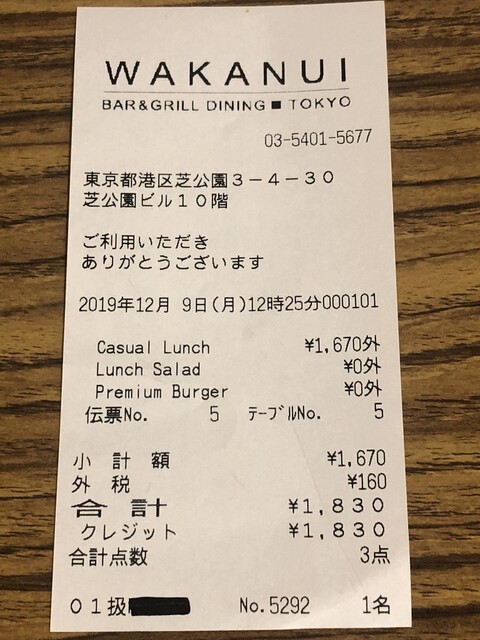 WAKANUI
BAR&GRILL DINING ■ TOKYO
03-5401-5677
東京都港区芝公園３－４－３０
芝公園ビル１０階
ご利用いただき
ありがとうございます
2019年12月 9日(月)12時25分000101
Casual Lunch ¥1,670外
Lunch Salad ¥0外
Premium Burger ¥0外
伝票No. 5 ﾃｰﾌﾞﾙNo. 5
小計額 ¥1,670
外税 ¥160
合計 ¥1,830
クレジット ¥1,830
合計点数 3点
０１扱 No.5292 1名